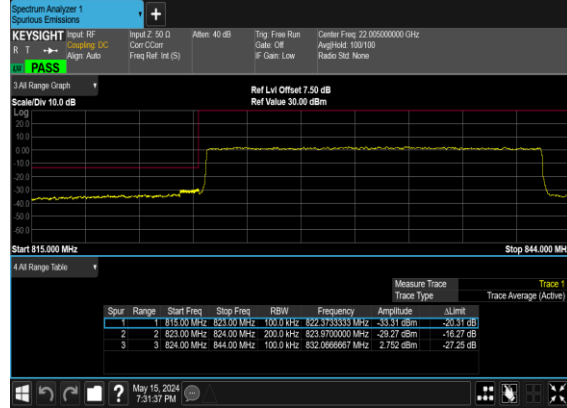 Spectrum Analyzer 1
Spurious Emissions
+
KEYSIGHT Input: RF Input Z: 50 Ω Atten: 40 dB Trig: Free Run Center Freq: 22.005000000 GHz
R T Coupling: DC Corr CCorr Gate: Off Avg|Hold: 100/100
Align: Auto Freq Ref: Int (S) IF Gain: Low Radio Std: None
PASS
3 All Range Graph Ref Lvl Offset 7.50 dB
Scale/Div 10.0 dB Ref Value 30.00 dBm
Log
20.0
10.0
0.00
-10.0
-20.0
-30.0
-40.0
-50.0
-60.0
Start 815.000 MHz Stop 844.000 MHz
4 All Range Table
Measure Trace Trace 1
Trace Type Trace Average (Active)
Spur Range Start Freq Stop Freq RBW Frequency Amplitude ΔLimit
1 1 815.00 MHz 823.00 MHz 100.0 kHz 822.3733333 MHz -33.31 dBm -20.31 dB
2 2 823.00 MHz 824.00 MHz 200.0 kHz 823.9700000 MHz -29.27 dBm -16.27 dB
3 3 824.00 MHz 844.00 MHz 100.0 kHz 832.0666667 MHz 2.752 dBm -27.25 dB
? May 15, 2024
7:31:37 PM